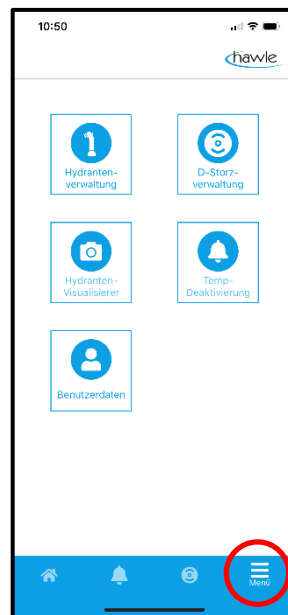 10:50
hawle
Hydranten-
verwaltung
D-Storz-
verwaltung
Hydranten-
Visualisierer
Temp-
Deaktivierung
Benutzerdaten
Menü